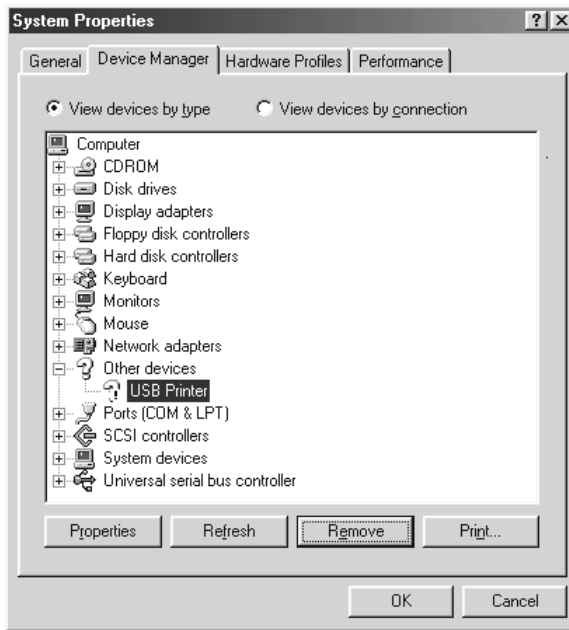 System Properties
General Device Manager Hardware Profiles Performance
View devices by type View devices by connection
Computer
CDROM
Disk drives
Display adapters
Floppy disk controllers
Hard disk controllers
Keyboard
Monitors
Mouse
Network adapters
Other devices
USB Printer
Ports (COM & LPT)
SCSI controllers
System devices
Universal serial bus controller
Properties Refresh Remove Print...
OK Cancel